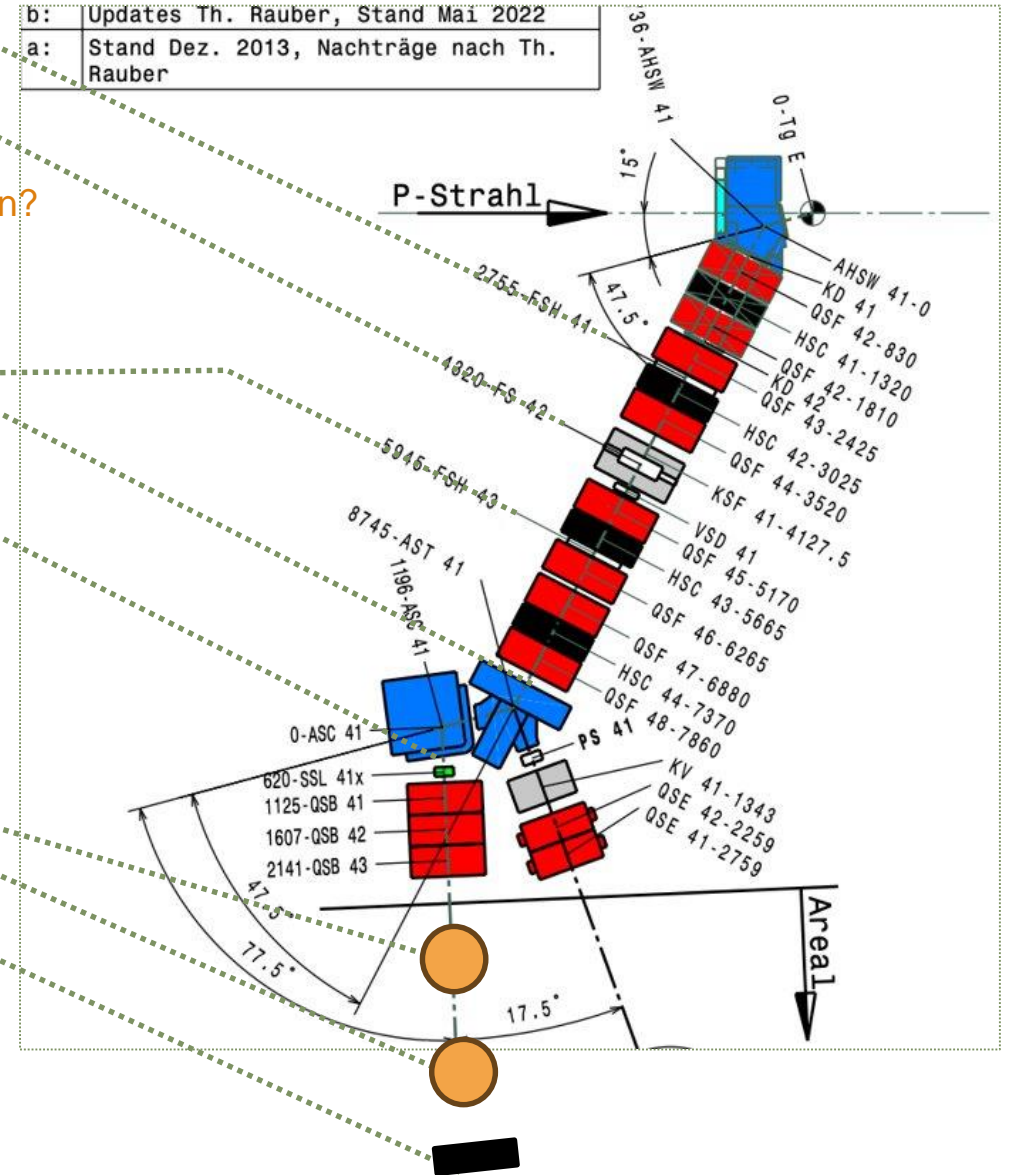 b: Updates Th. Rauber, Stand Mai 2022
a: Stand Dez. 2013, Nachträge nach Th.
Rauber
36-AHSW 41
0-Tg E
15°
P-Strahl
n?
AHSW 41-0
KD 41
QSF 42-830
HSC 41-1320
QSF 42-1810
KD 42
QSF 43-2425
2755-FSH 41
47.5°
HSC 42-3025
QSF 44-3520
4320-FS 42
KSF 41-4127.5
VSD 41
QSF 45-5170
5945-FSH 43
HSC 43-5665
QSF 46-6265
8745-AST 41
QSF 47-6880
HSC 44-7370
QSF 48-7860
1196-ASC 41
0-ASC 41
PS 41
620-SSL 41x
KV 41-1343
1125-QSB 41
QSE 42-2259
1607-QSB 42
QSE 41-2759
2141-QSB 43
47.5°
77.5°
17.5°
Areal